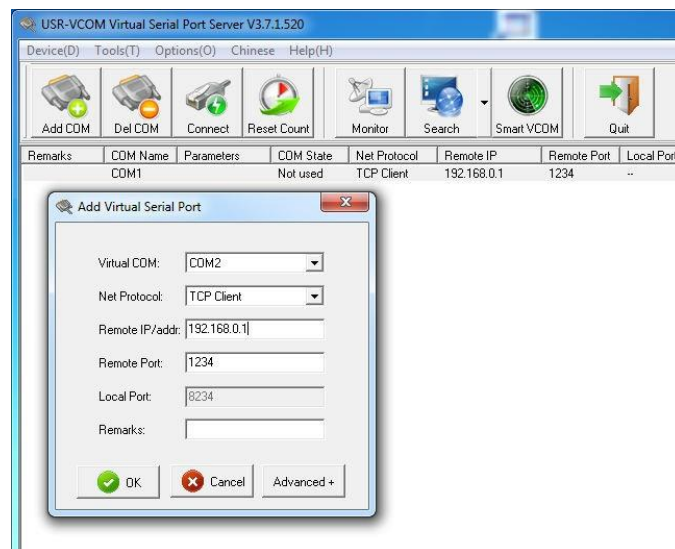 USR-VCOM Virtual Serial Port Server V3.7.1.520
Device(D) Tools(T) Options(O) Chinese Help(H)
Add COM Del COM Connect Reset Count Monitor Search Smart VCOM Quit
Remarks COM Name Parameters COM State Net Protocol Remote IP Remote Port Local Port
COM1 Not used TCP Client 192.168.0.1 1234 --
Add Virtual Serial Port
Virtual COM: COM2
Net Protocol: TCP Client
Remote IP/addr: 192.168.0.1
Remote Port: 1234
Local Port: 8234
Remarks:
OK Cancel Advanced +